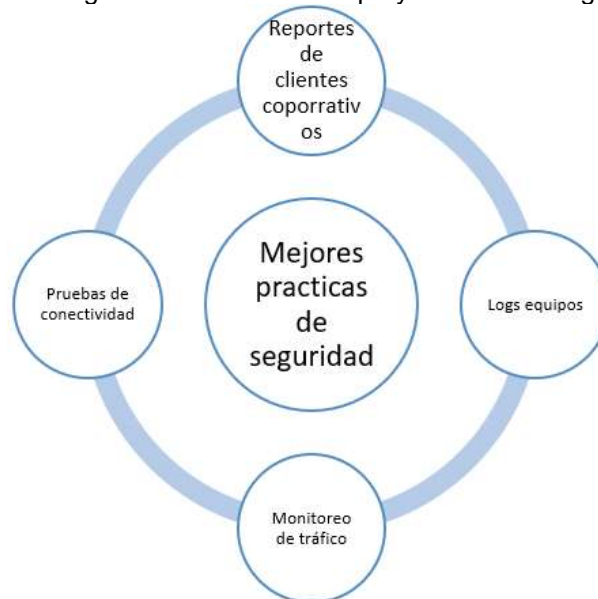 Reportes
de
clientes
coporrativ
os
Mejores
practicas
de
seguridad
Pruebas de
conectividad
Logs equipos
Monitoreo
de tráfico